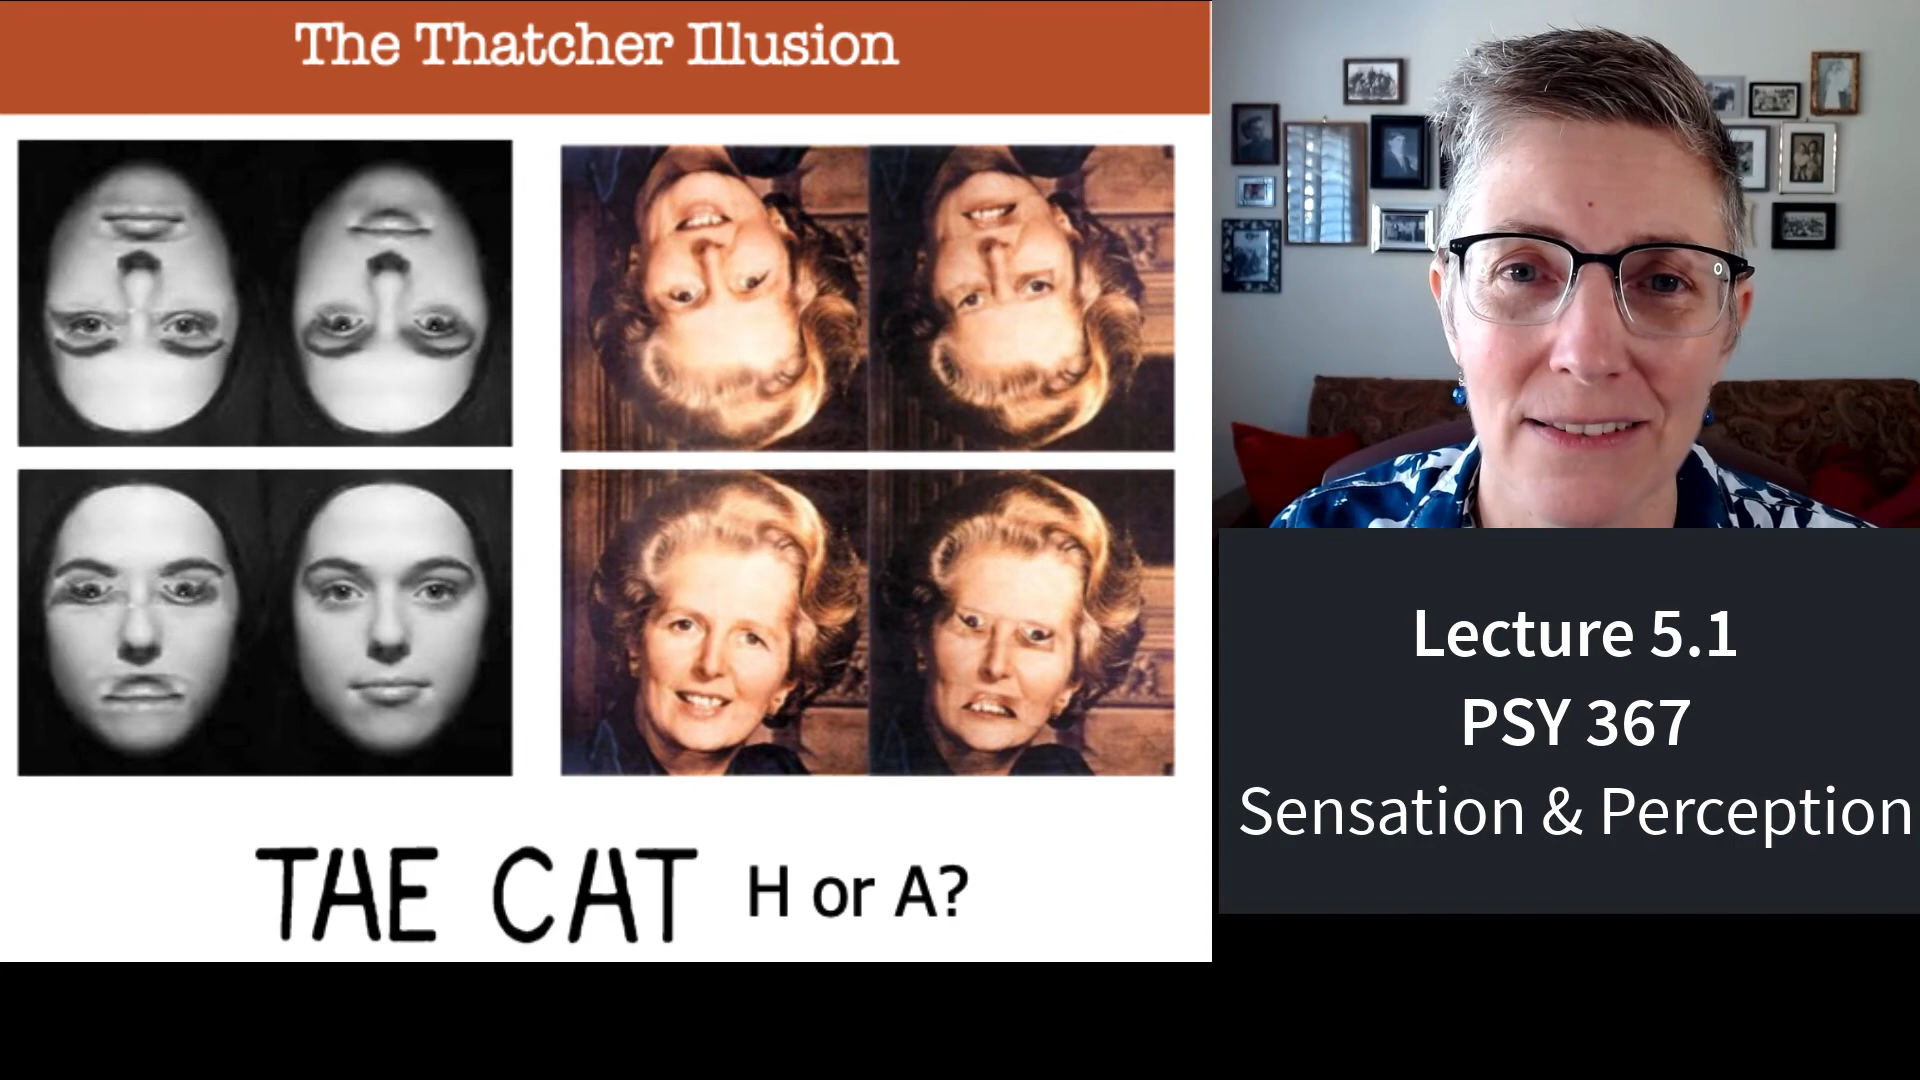 The Thatcher Illusion
TAE CAT H or A?
Lecture 5.1
PSY 367
Sensation & Perception